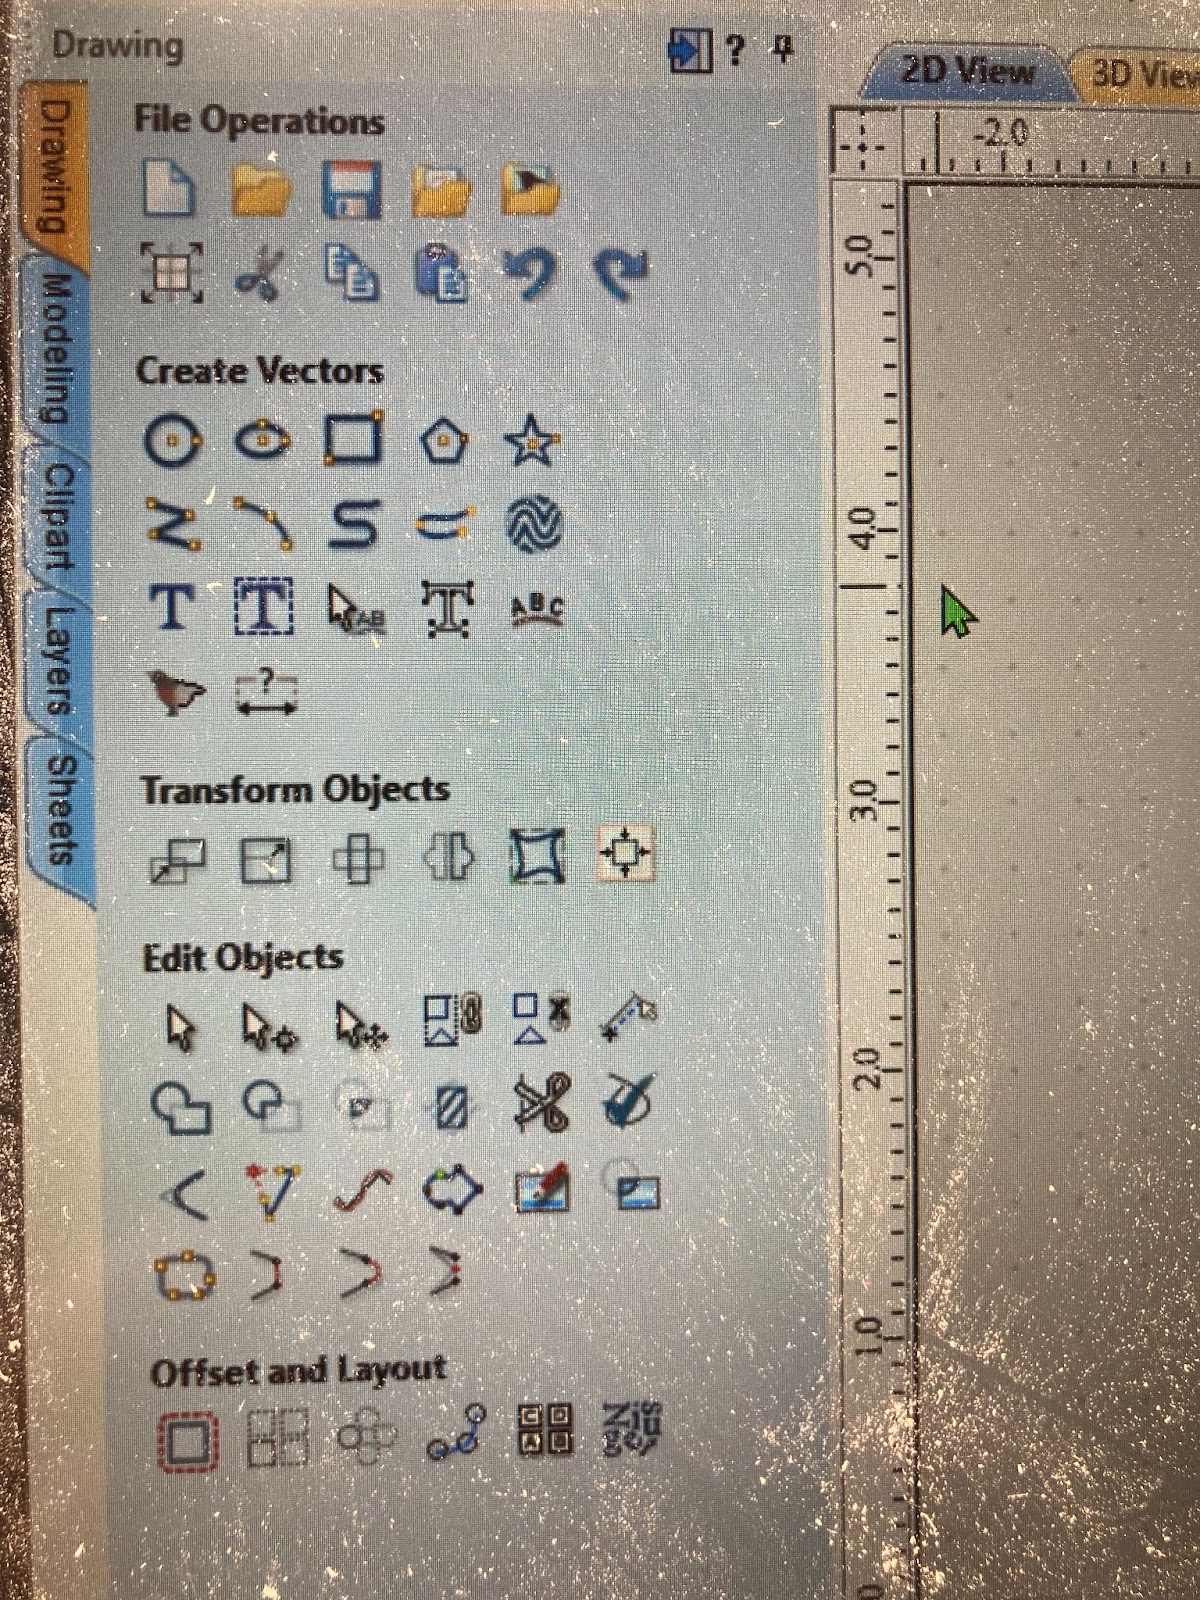 Drawing
?
2D View
3D View
-2.0
Drawing
Modeling
Clipart
Layers
Sheets
File Operations
Create Vectors
T
T
AB
T
ABC
?
Transform Objects
Edit Objects
Offset and Layout
5.0
4.0
3.0
2.0
1.0